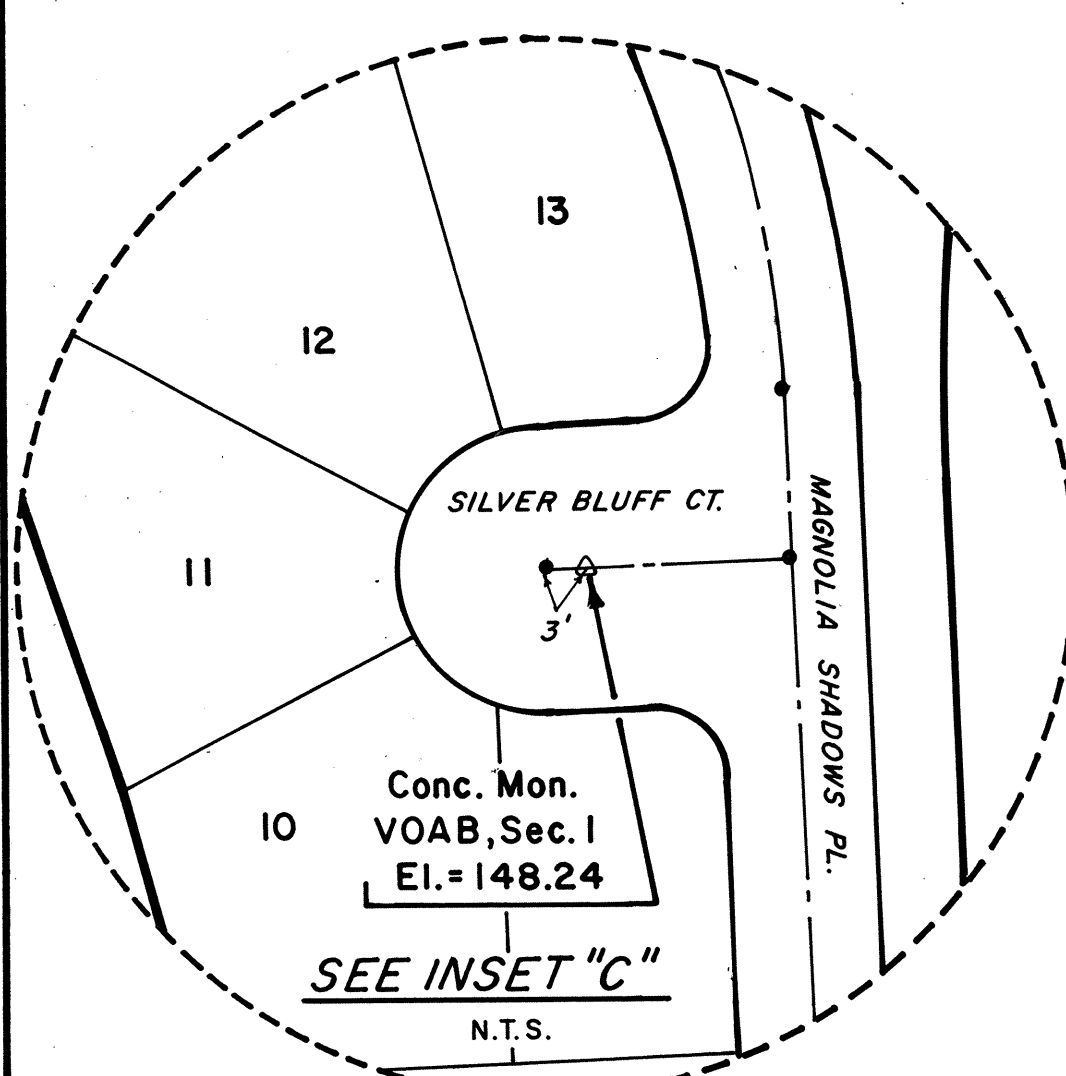 13
12
SILVER BLUFF CT.
MAGNOLIA SHADOWS PL.
11
3'
Conc. Mon.
VOAB, Sec. 1
El. = 148.24
10
SEE INSET "C"
N.T.S.